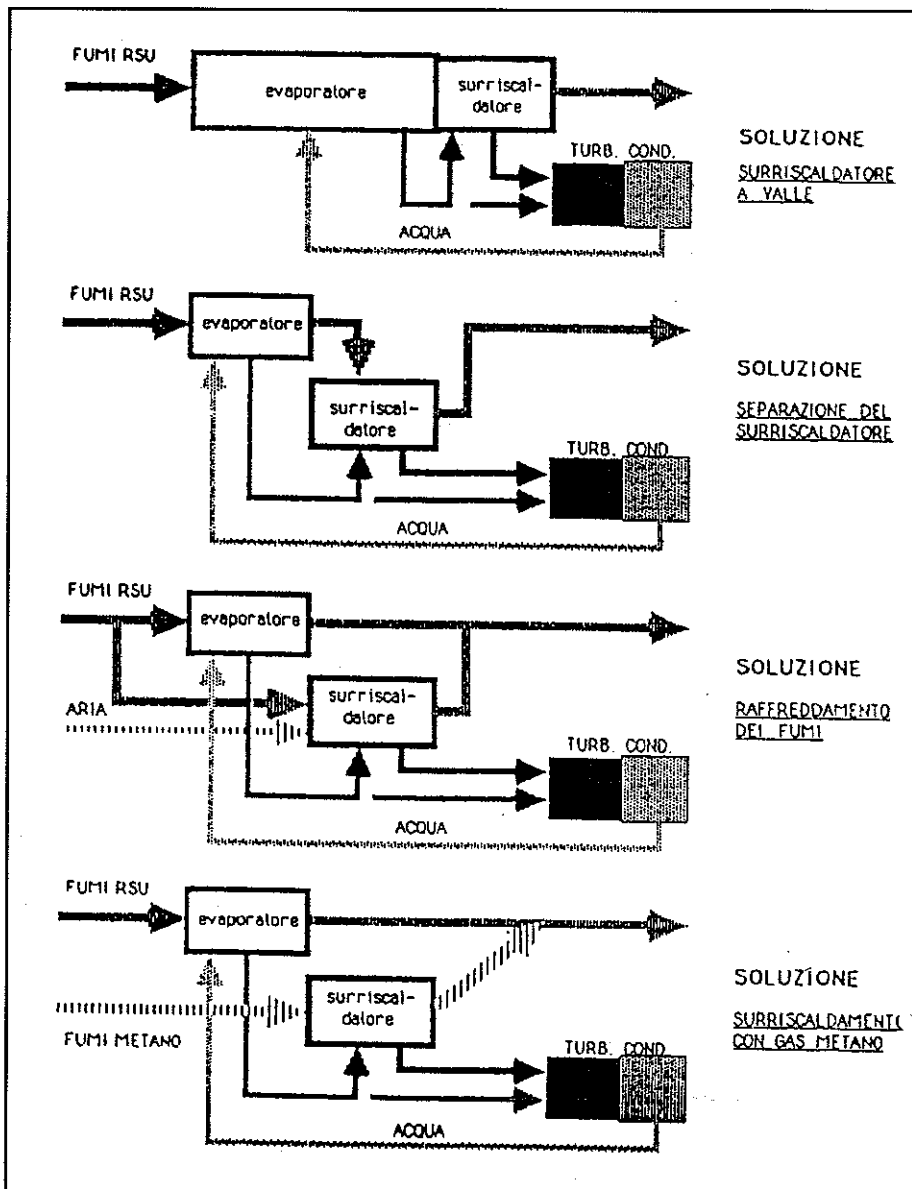 FUMI RSU
evaporatore
surriscal-
datore
TURB. COND.
ACQUA
SOLUZIONE
SURRISCALDATORE
A VALLE
FUMI RSU
evaporatore
surriscal-
datore
TURB. COND.
ACQUA
SOLUZIONE
SEPARAZIONE DEL
SURRISCALDATORE
FUMI RSU
evaporatore
ARIA
surriscal-
datore
TURB. COND.
ACQUA
SOLUZIONE
RAFFREDDAMENTO
DEI FUMI
FUMI RSU
evaporatore
surriscal-
datore
FUMI METANO
TURB. COND.
ACQUA
SOLUZIONE
SURRISCALDAMENTI
CON GAS METANO